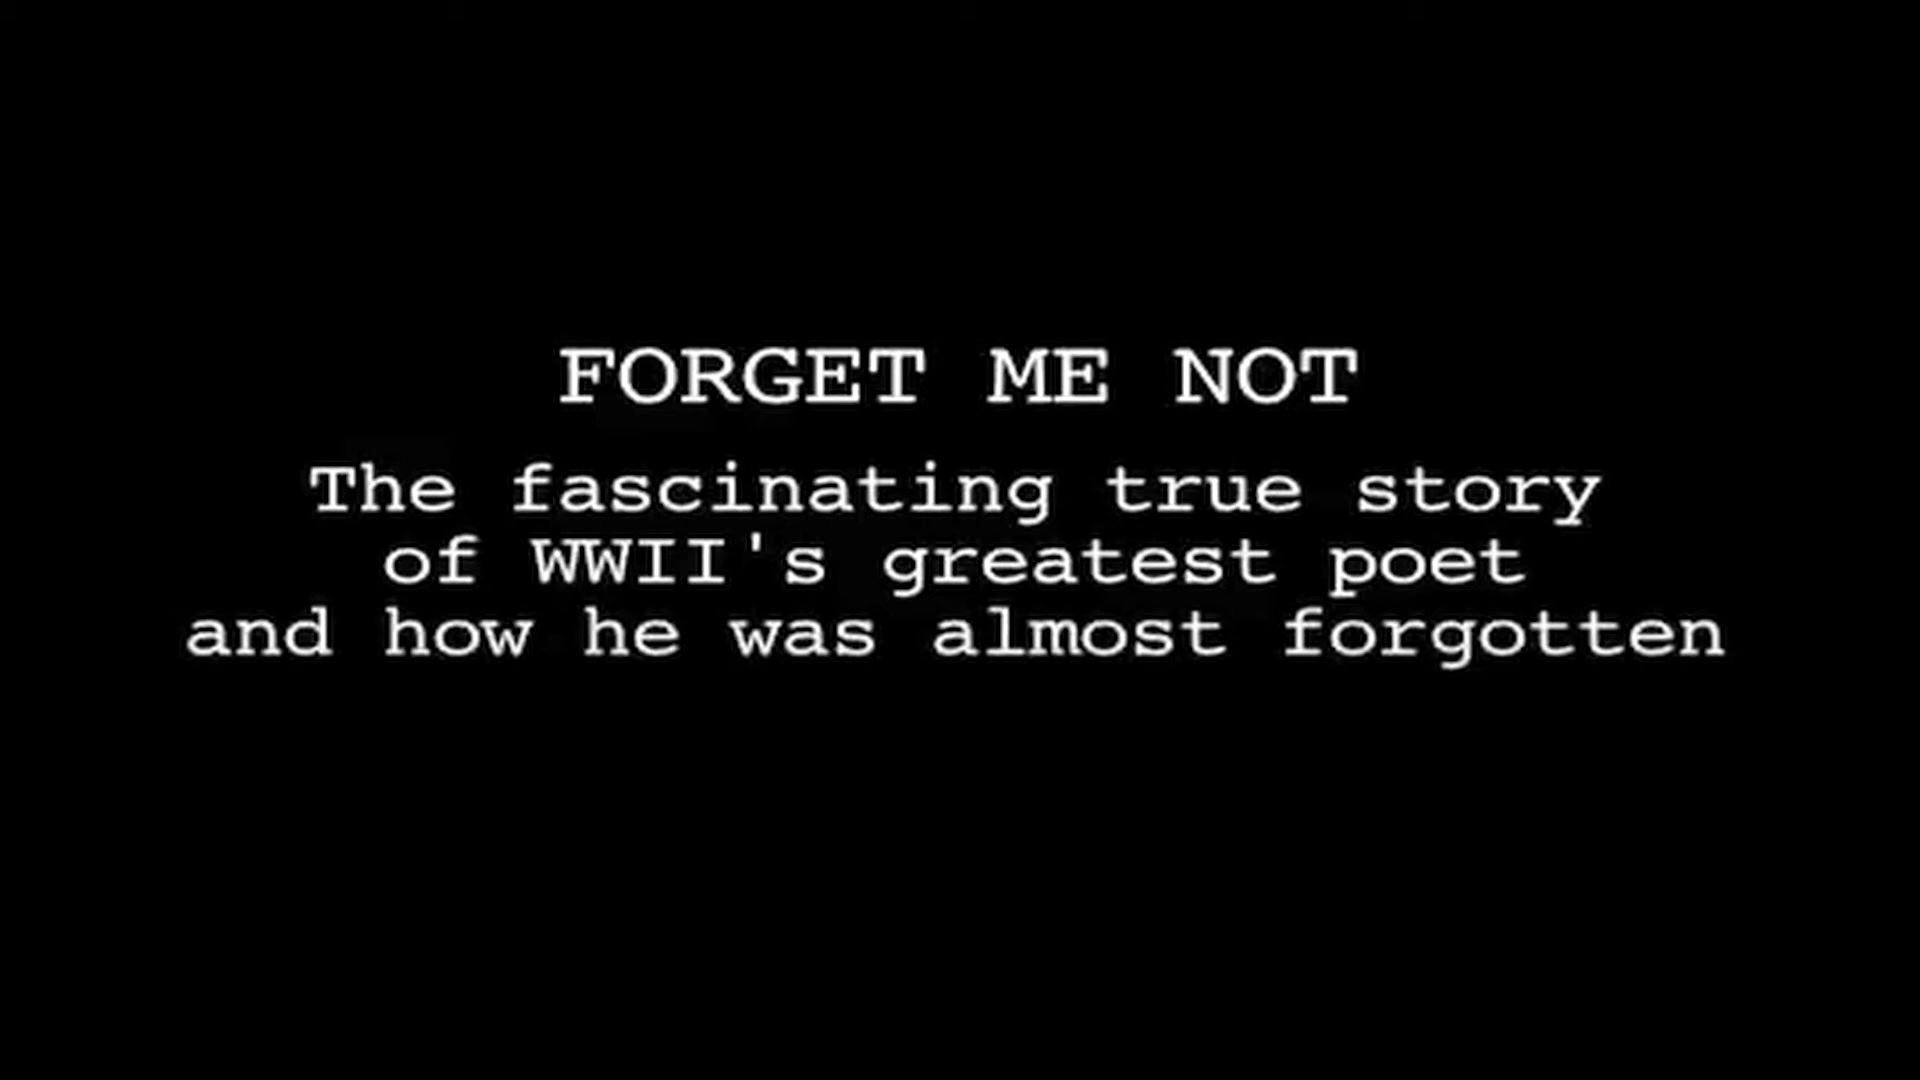 FORGET ME NOT
The fascinating true story
of WWII's greatest poet
and how he was almost forgotten